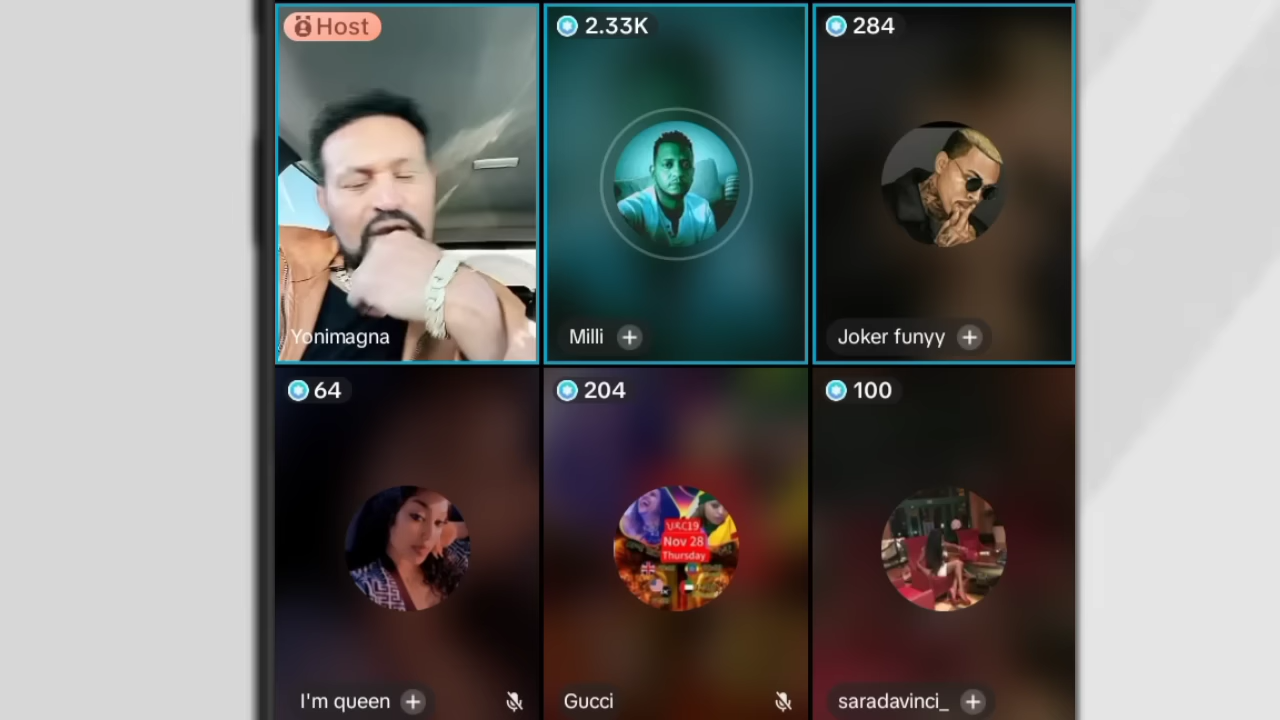 Host
2.33K
284
Yonimagna
Milli
Joker funyy
64
204
100
UKC19
Nov 28
Thursday
I'm queen
Gucci
saradavinci_